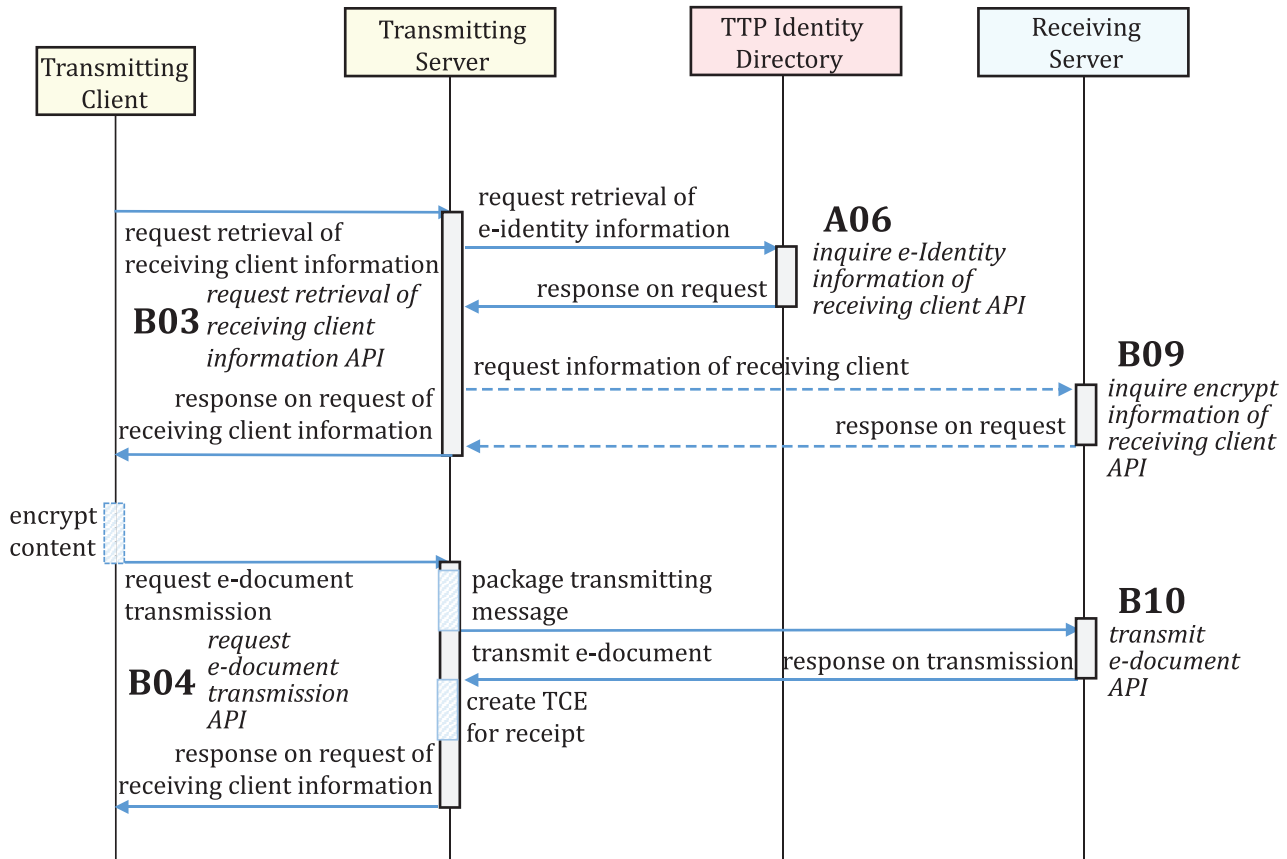 Transmitting
Client
Transmitting
Server
TTP Identity
Directory
Receiving
Server
request retrieval of
e-identity information
request retrieval of
receiving client information
B03
request retrieval of
receiving client
information API
A06
inquire e-Identity
information of
receiving client API
response on request
request information of receiving client
B09
inquire encrypt
information of
receiving client
API
response on request of
receiving client information
response on request
encrypt
content
request e-document
transmission
B04
request
e-document
transmission
API
package transmitting
message
transmit e-document
B10
transmit
e-document
API
response on transmission
create TCE
for receipt
response on request of
receiving client information